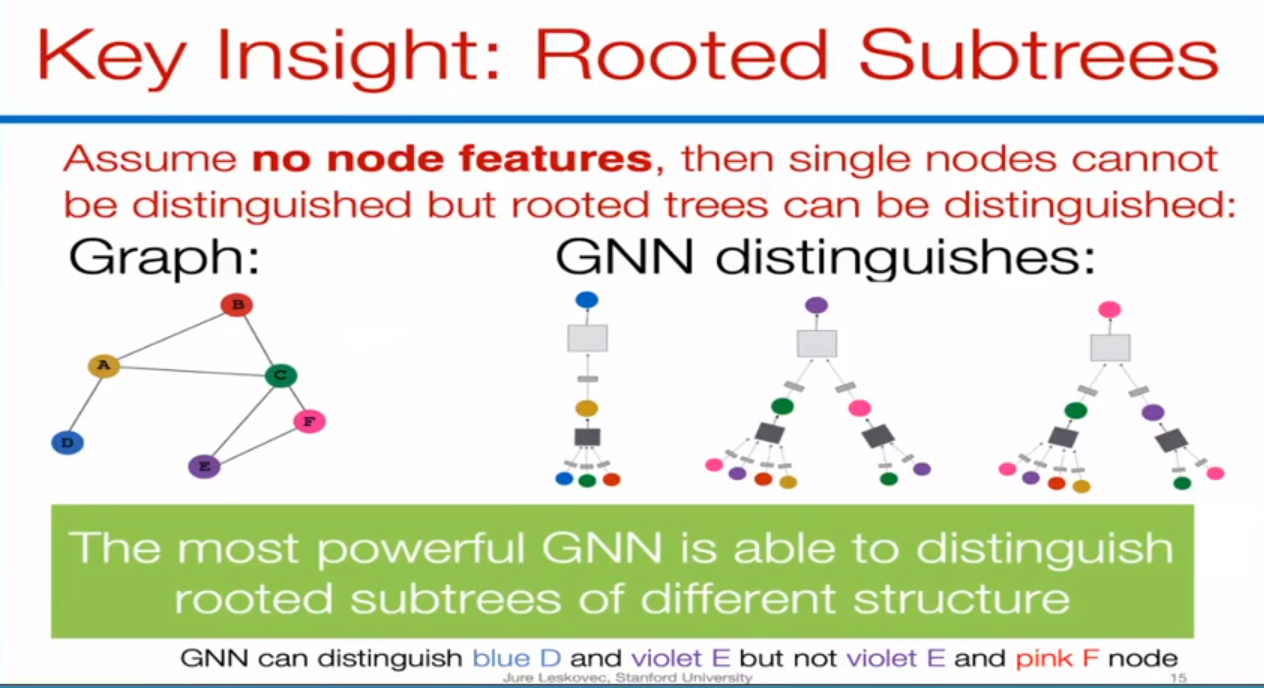 Key Insight: Rooted Subtrees
Assume no node features, then single nodes cannot
be distinguished but rooted trees can be distinguished:
Graph:
GNN distinguishes:
B
A
C
F
D
E
The most powerful GNN is able to distinguish
rooted subtrees of different structure
GNN can distinguish blue D and violet E but not violet E and pink F node
Jure Leskovec, Stanford University
15